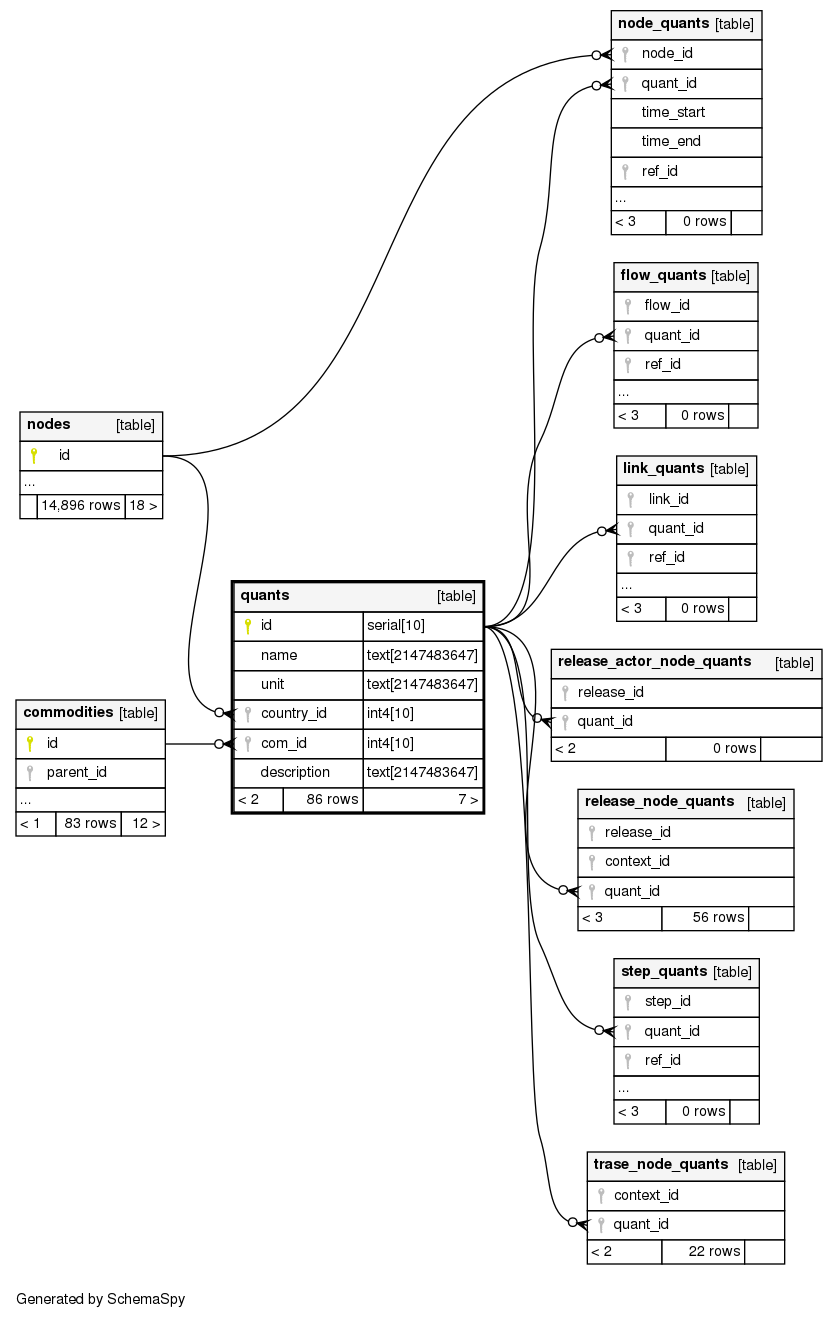 node_quants [table]
node_id
quant_id
time_start
time_end
ref_id
...
< 3 0 rows
flow_quants [table]
flow_id
quant_id
ref_id
...
< 3 0 rows
nodes [table]
id
...
14,896 rows 18 >
link_quants [table]
link_id
quant_id
ref_id
...
< 3 0 rows
quants [table]
id serial[10]
name text[2147483647]
unit text[2147483647]
country_id int4[10]
com_id int4[10]
description text[2147483647]
< 2 86 rows 7 >
commodities [table]
id
parent_id
...
< 1 83 rows 12 >
release_actor_node_quants [table]
release_id
quant_id
< 2 0 rows
release_node_quants [table]
release_id
context_id
quant_id
< 3 56 rows
step_quants [table]
step_id
quant_id
ref_id
...
< 3 0 rows
trase_node_quants [table]
context_id
quant_id
< 2 22 rows
Generated by SchemaSpy